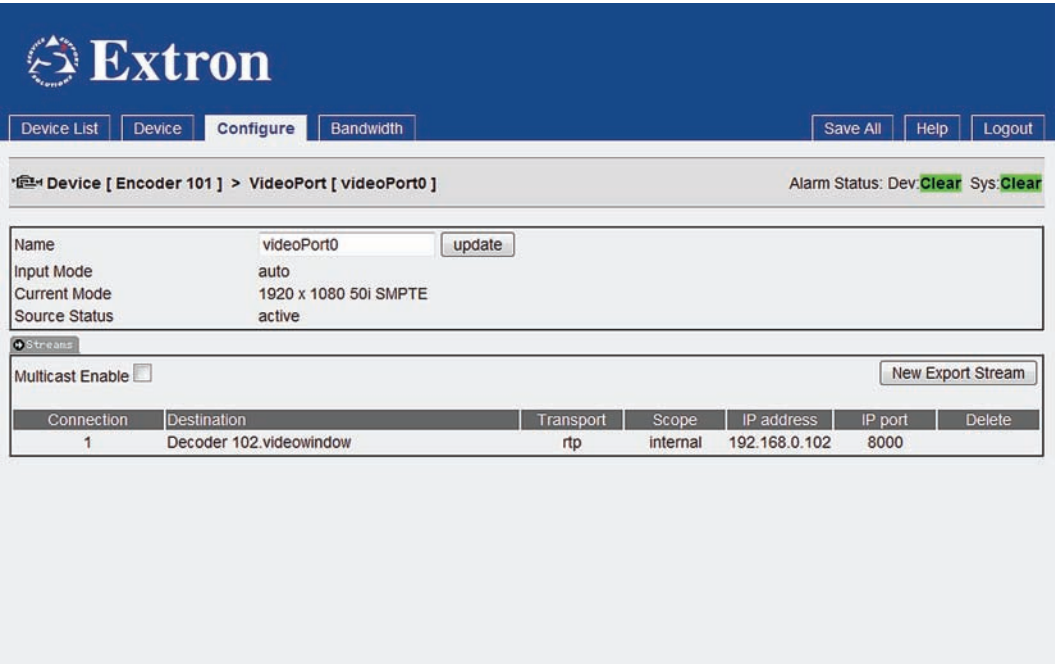 SERVICE SUPPORT SOLUTIONS
Extron
Device List Device Configure Bandwidth Save All Help Logout
Device [ Encoder 101 ] > VideoPort [ videoPort0 ] Alarm Status: Dev:Clear Sys:Clear
Name videoPort0 update
Input Mode auto
Current Mode 1920 x 1080 50i SMPTE
Source Status active
Streams
Multicast Enable New Export Stream
Connection Destination Transport Scope IP address IP port Delete
1 Decoder 102.videowindow rtp internal 192.168.0.102 8000